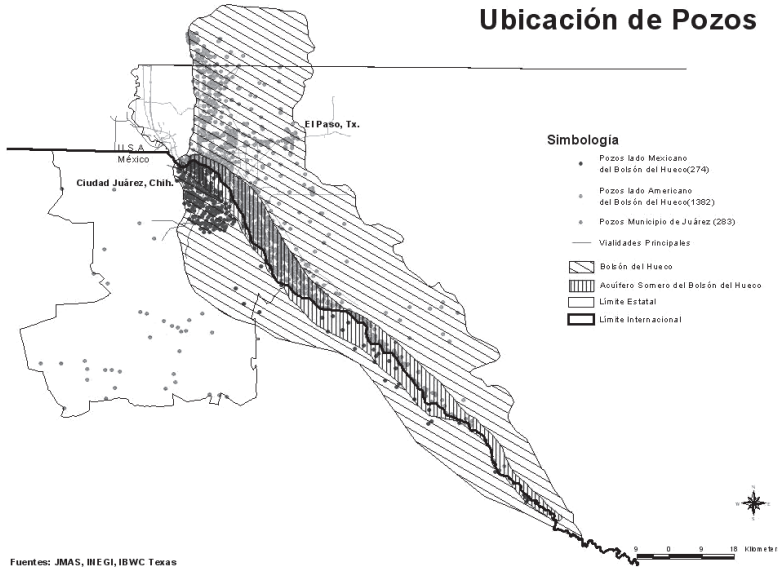 Ubicación de Pozos
El Paso, Tx.
U.S.A
México
Ciudad Juárez, Chih.
Simbología
Pozos lado Mexicano
del Bolsón del Hueco(274)
Pozos lado Americano
del Bolsón del Hueco(1382)
Pozos Municipio de Juárez (283)
Vialidades Principales
Bolsón del Hueco
Acuífero Somero del Bolsón del Hueco
Límite Estatal
Límite Internacional
N
W
E
S
9 0 9 18 Kilometer
Fuentes: JMAS, INEGI, IBWC Texas